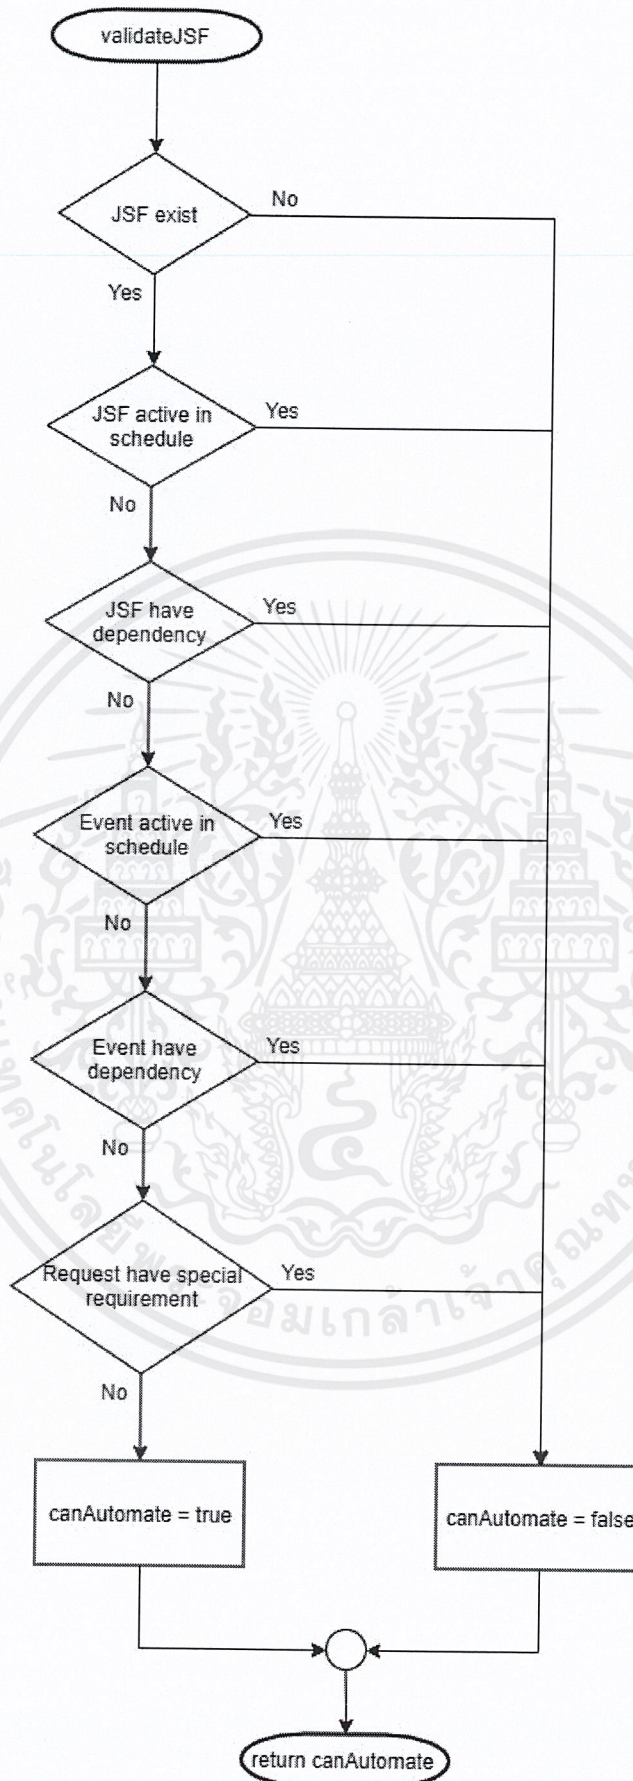 validateJSF
JSF exist
No
Yes
JSF active in
schedule
Yes
No
JSF have
dependency
Yes
No
Event active in
schedule
Yes
No
Event have
dependency
Yes
No
Request have special
requirement
Yes
No
canAutomate = true
canAutomate = false
return canAutomate